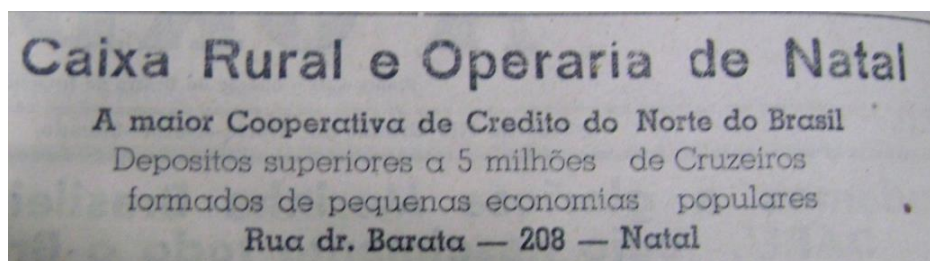 Caixa Rural e Operaria de Natal
A maior Cooperativa de Credito do Norte do Brasil
Depositos superiores a 5 milhões de Cruzeiros
formados de pequenas economias populares
Rua dr. Barata — 208 — Natal